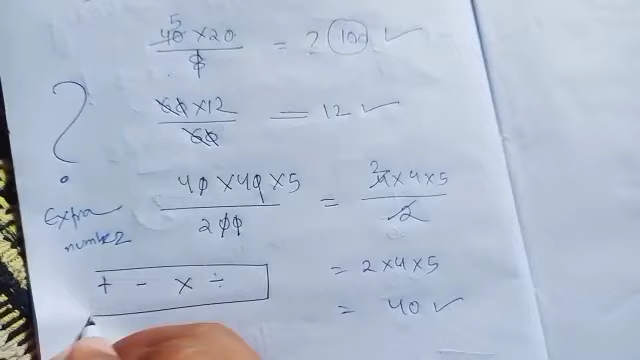 5
40 × 20 / 8 = ? 100 ✓
60 × 12 / 60 = 12 ✓
?
40 × 40 × 5 / 200 = 2 4 × 4 × 5 / 2
Extra
number
= 2 × 4 × 5
+ - × ÷
= 40 ✓